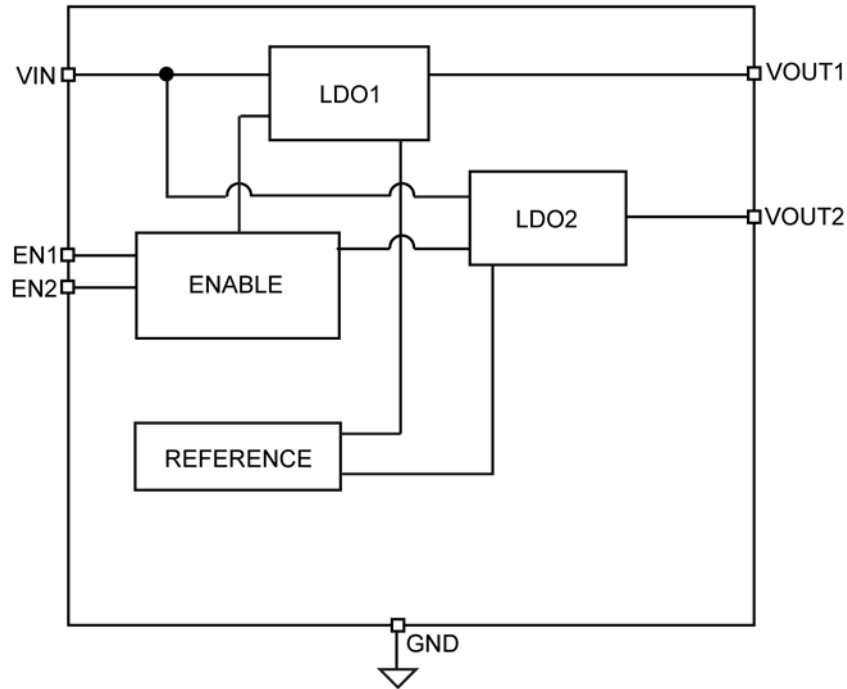 VIN
LDO1
VOUT1
LDO2
VOUT2
EN1
EN2
ENABLE
REFERENCE
GND